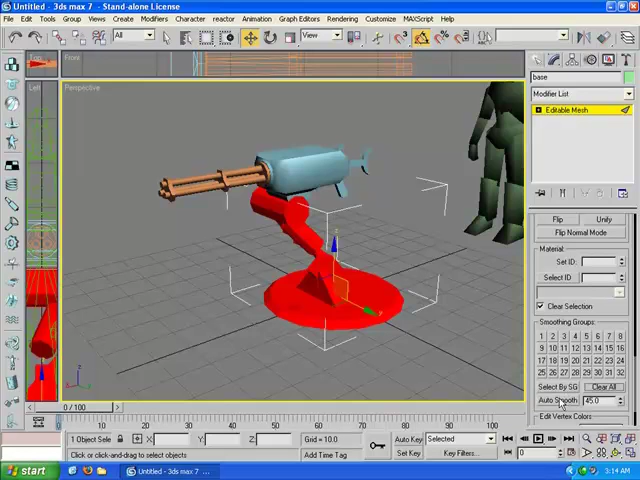 Untitled - 3ds max 7 - Stand-alone License
File Edit Tools Group Views Create Modifiers Character reactor Animation Graph Editors Rendering Customize MAXScript Help
All View
Top Front
Left
Perspective
base
Modifier List
Editable Mesh
Flip Unify
Flip Normal Mode
Material:
Set ID:
Select ID
Clear Selection
Smoothing Groups:
1 2 3 4 5 6 7 8
9 10 11 12 13 14 15 16
17 18 19 20 21 22 23 24
25 26 27 28 29 30 31 32
Select By SG Clear All
Auto Smooth 45.0
Edit Vertex Colors
z
x
0 / 100
0 10 20 30 40 50 60 70 80 90 100
1 Object Sele X: Y: Z: Grid = 10.0 Auto Key Selected
Click or click-and-drag to select objects Add Time Tag Set Key Key Filters... 0
start Untitled - 3ds max 7 ... 3:14 AM